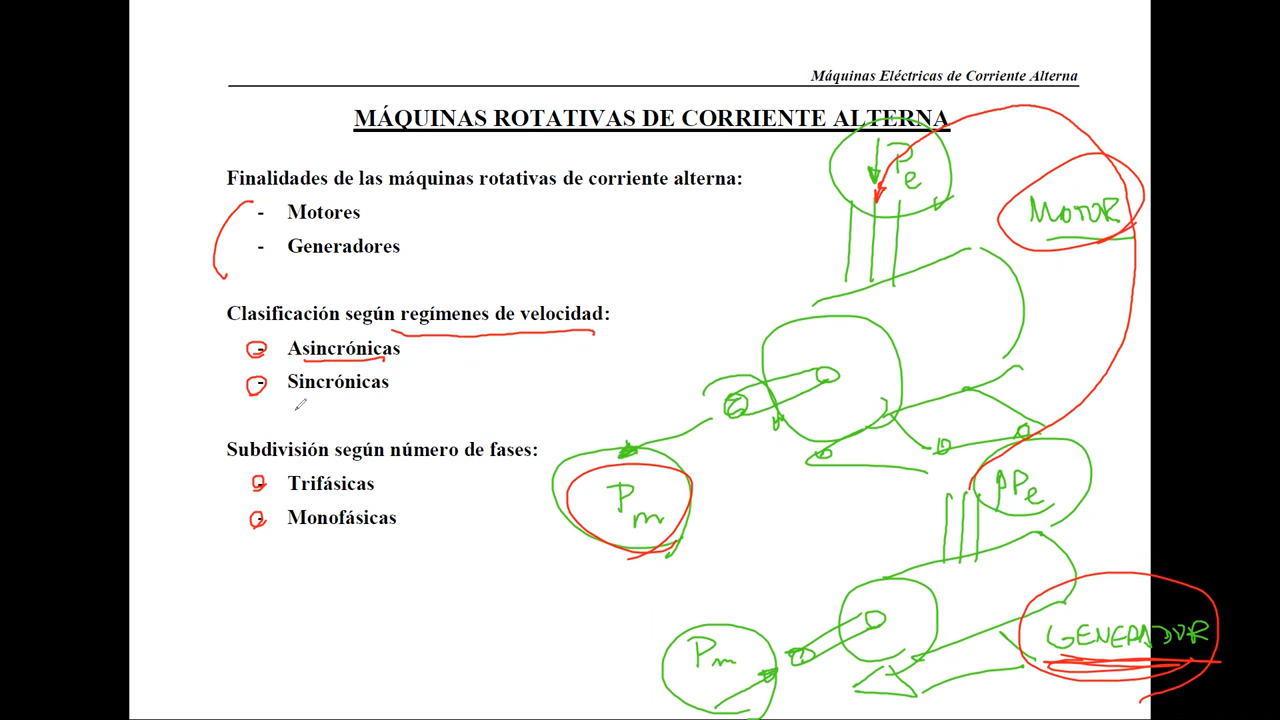 Máquinas Eléctricas de Corriente Alterna
MÁQUINAS ROTATIVAS DE CORRIENTE ALTERNA
Finalidades de las máquinas rotativas de corriente alterna:
- Motores
- Generadores
Clasificación según regímenes de velocidad:
- Asincrónicas
- Sincrónicas
Subdivisión según número de fases:
- Trifásicas
- Monofásicas
Pe
MOTOR
Pm
Pe
GENERADOR
Pm